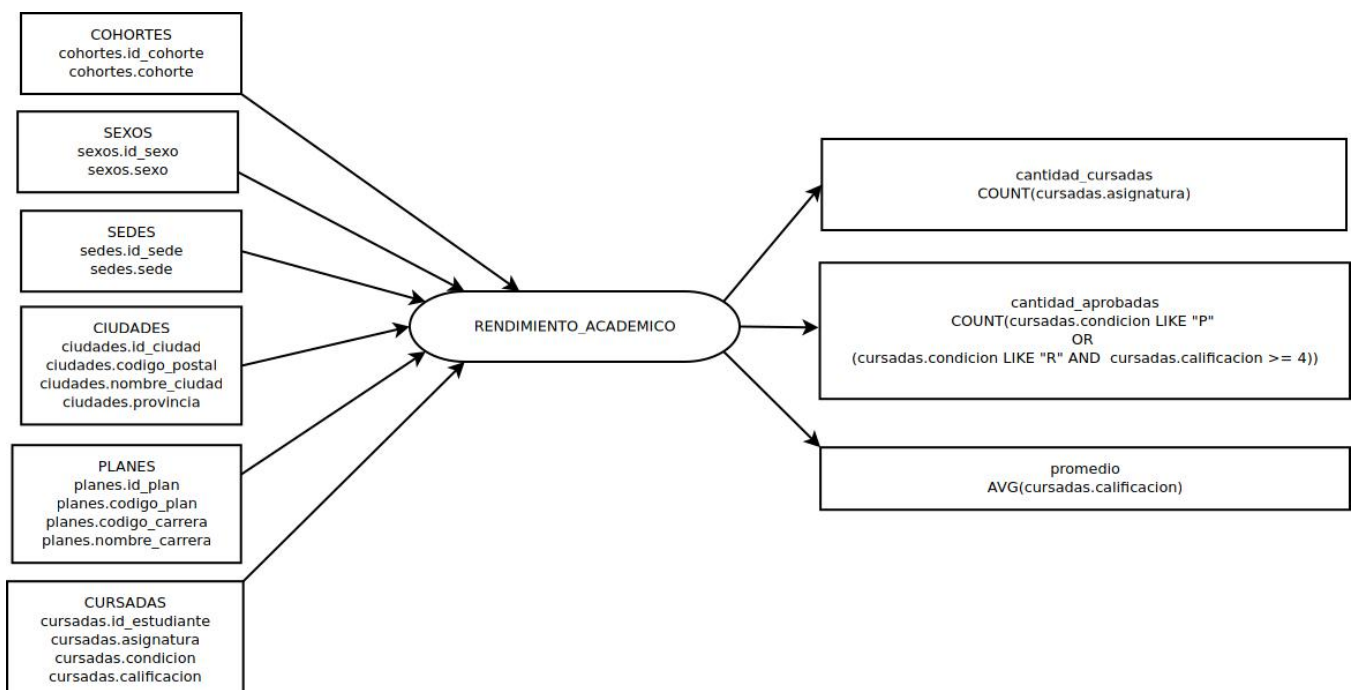 COHORTES
cohortes.id_cohorte
cohortes.cohorte
SEXOS
sexos.id_sexo
sexos.sexo
SEDES
sedes.id_sede
sedes.sede
CIUDADES
ciudades.id_ciudad
ciudades.codigo_postal
ciudades.nombre_ciudad
ciudades.provincia
PLANES
planes.id_plan
planes.codigo_plan
planes.codigo_carrera
planes.nombre_carrera
CURSADAS
cursadas.id_estudiante
cursadas.asignatura
cursadas.condicion
cursadas.calificacion
RENDIMIENTO_ACADEMICO
cantidad_cursadas
COUNT(cursadas.asignatura)
cantidad_aprobadas
COUNT(cursadas.condicion LIKE "P"
OR
(cursadas.condicion LIKE "R" AND cursadas.calificacion >= 4))
promedio
AVG(cursadas.calificacion)